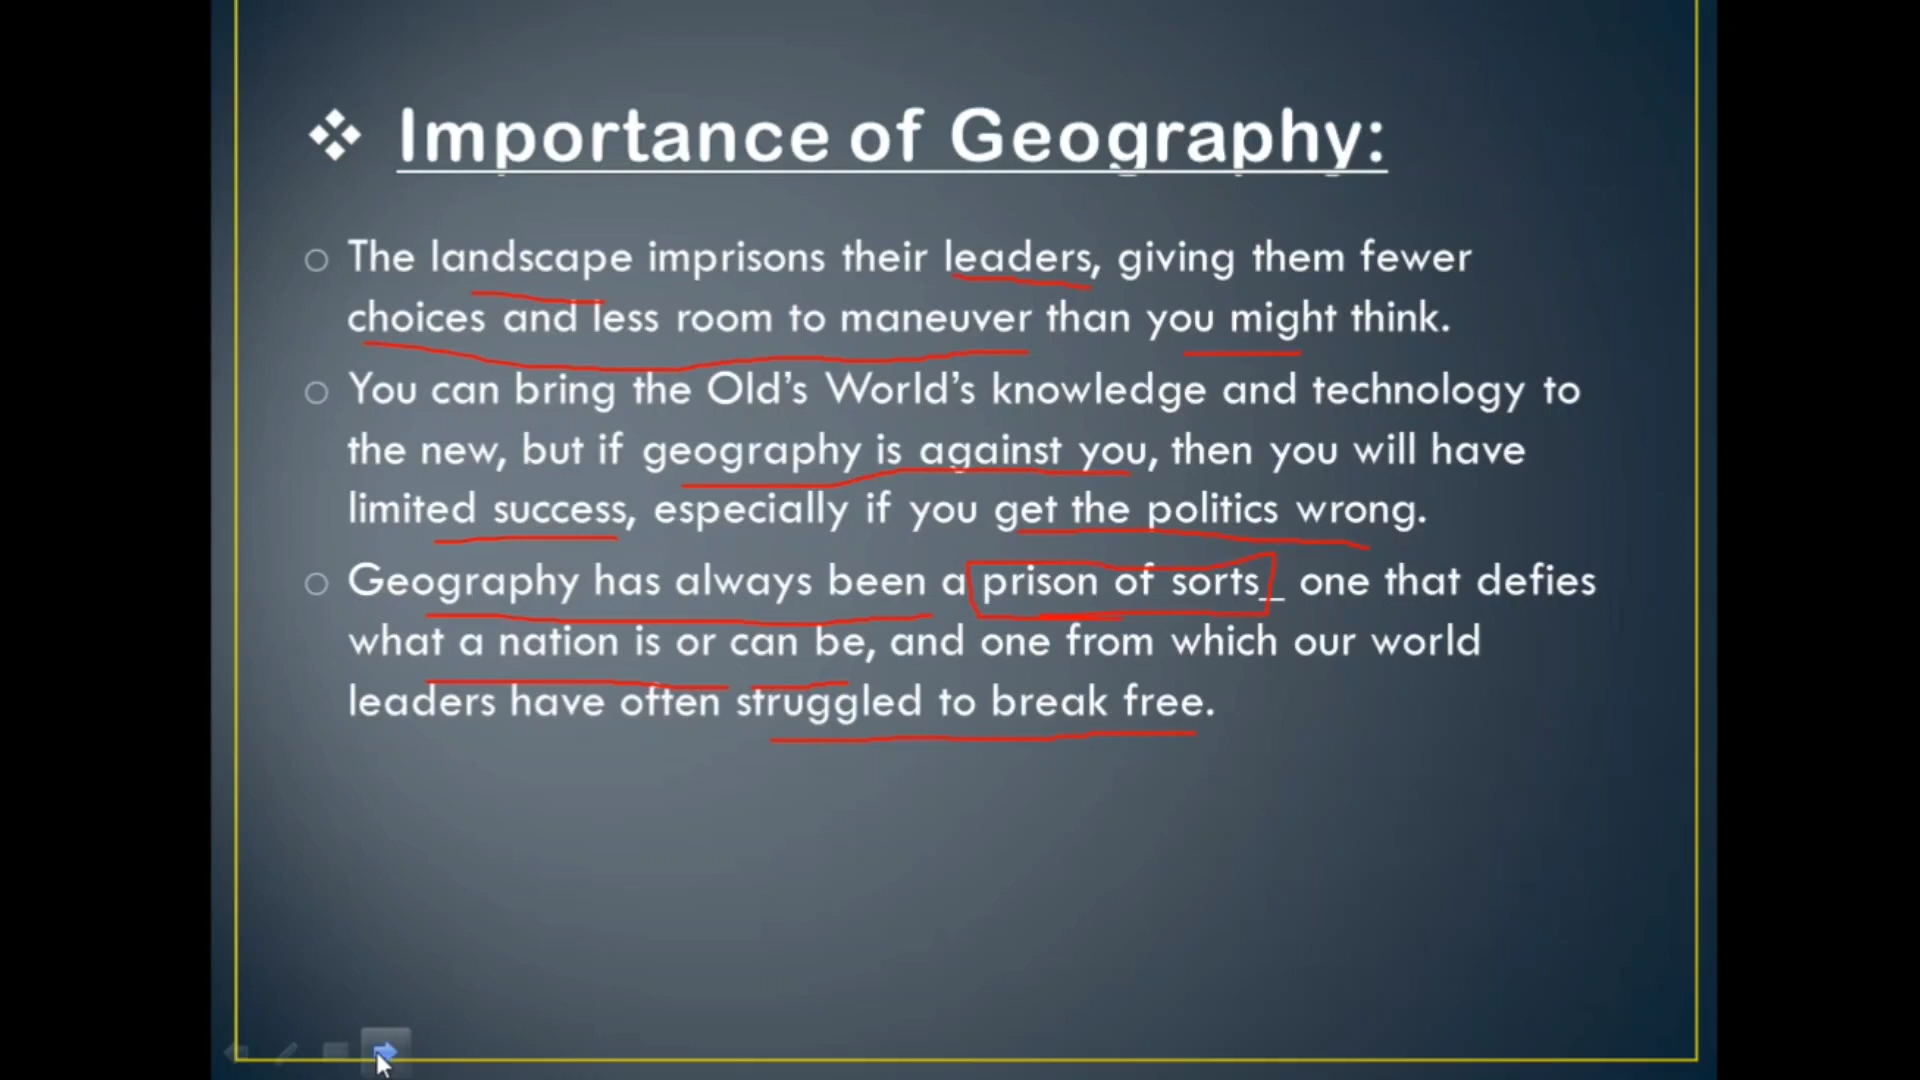 Importance of Geography:
The landscape imprisons their leaders, giving them fewer
choices and less room to maneuver than you might think.
You can bring the Old's World's knowledge and technology to
the new, but if geography is against you, then you will have
limited success, especially if you get the politics wrong.
Geography has always been a prison of sorts_ one that defies
what a nation is or can be, and one from which our world
leaders have often struggled to break free.